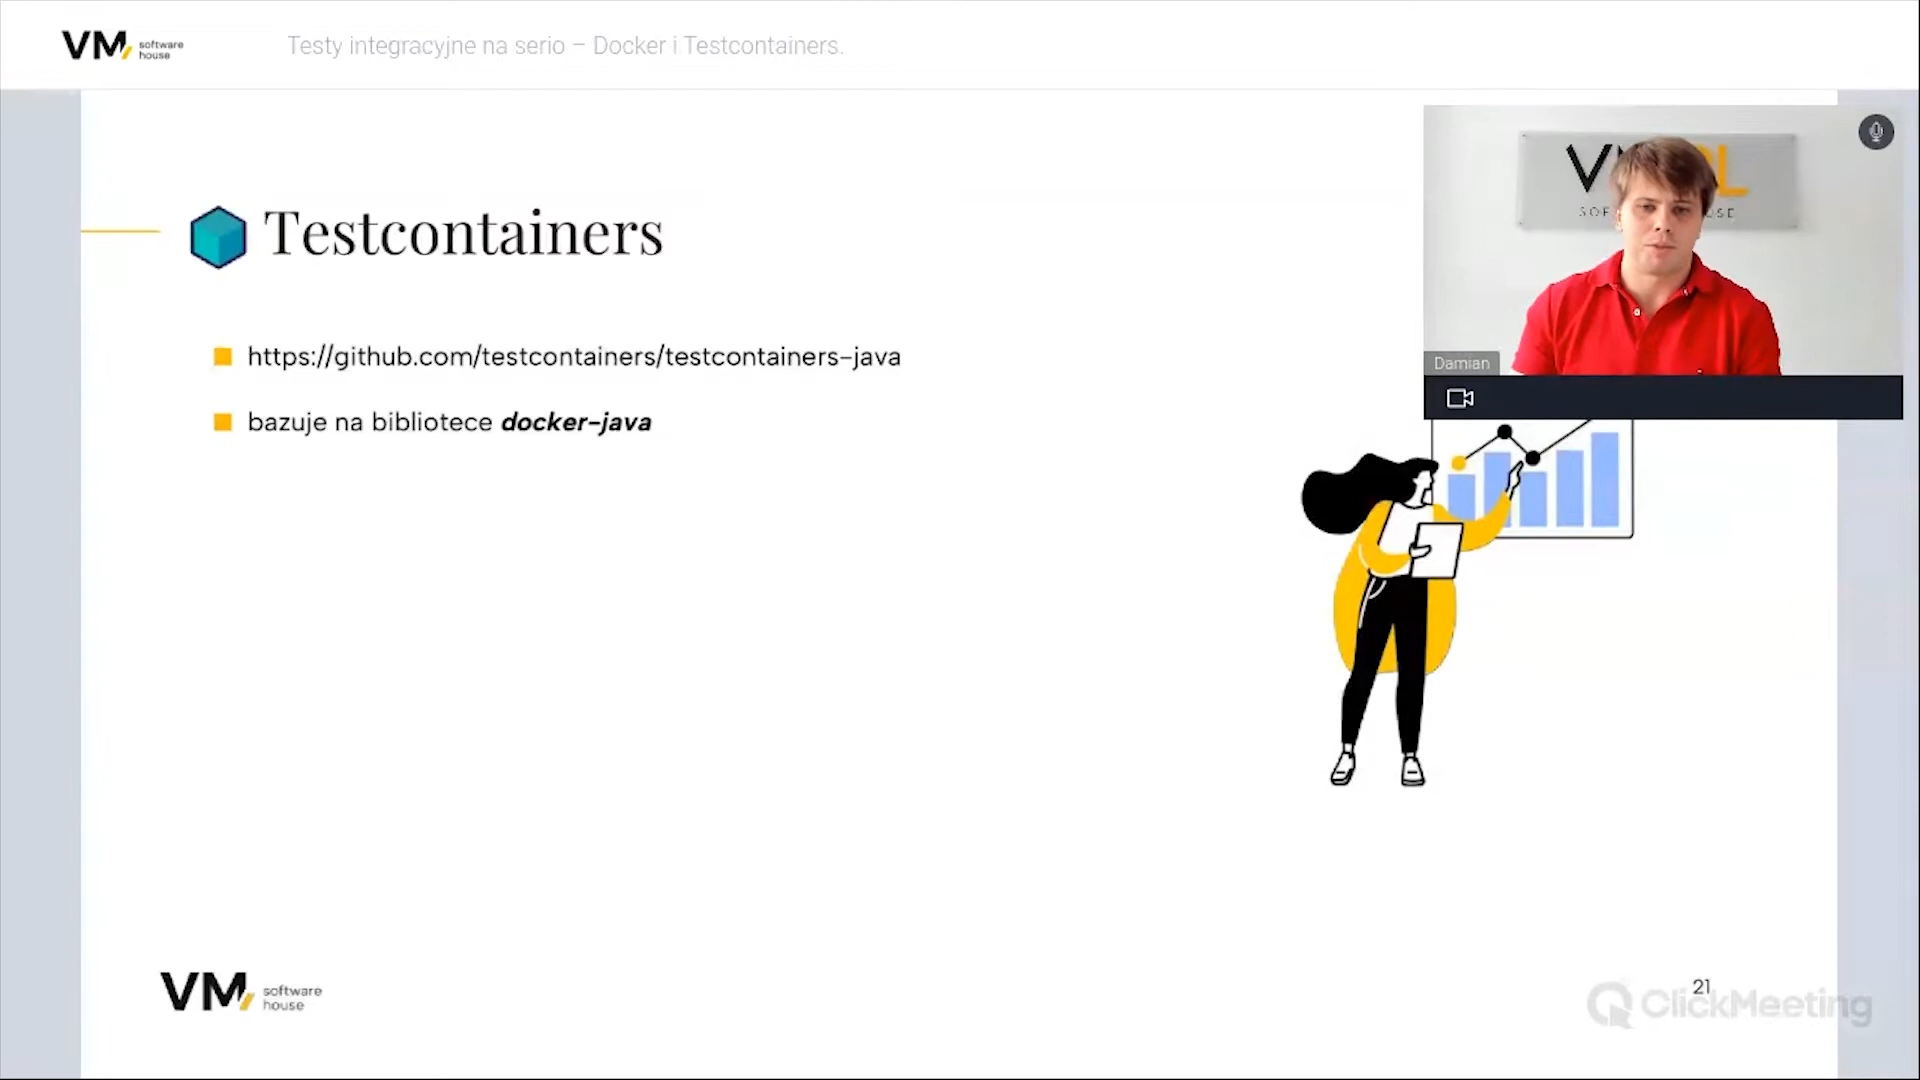 VM software house
Testy integracyjne na serio – Docker i Testcontainers.
Testcontainers
https://github.com/testcontainers/testcontainers-java
bazuje na bibliotece docker-java
Damian
VM software house
21
ClickMeeting